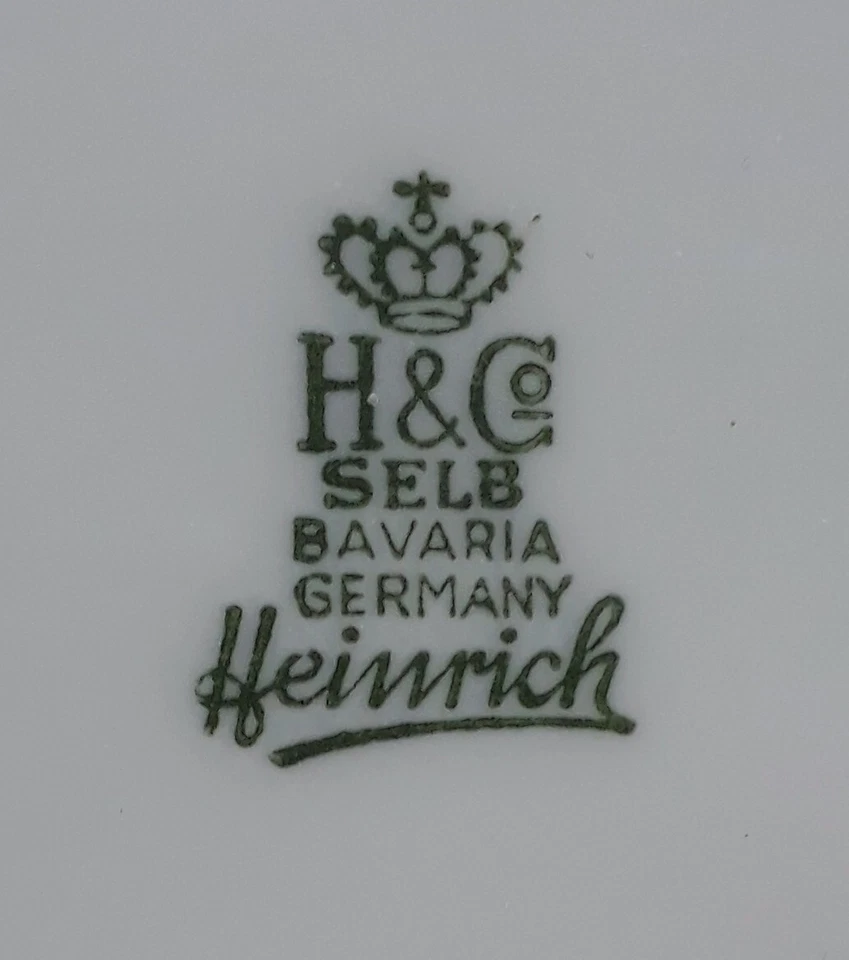 H & Co
SELB
BAVARIA
GERMANY
Heinrich